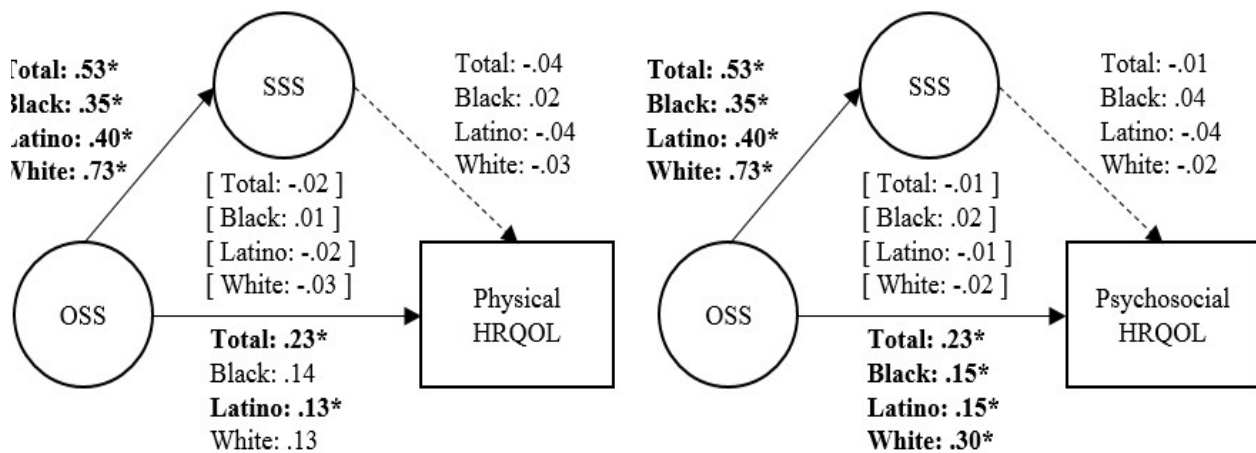 Total: .53*
Black: .35*
Latino: .40*
White: .73*
SSS
Total: -.04
Black: .02
Latino: -.04
White: -.03
[ Total: -.02 ]
[ Black: .01 ]
[ Latino: -.02 ]
[ White: -.03 ]
OSS
Physical
HRQOL
Total: .23*
Black: .14
Latino: .13*
White: .13
Total: .53*
Black: .35*
Latino: .40*
White: .73*
SSS
Total: -.01
Black: .04
Latino: -.04
White: -.02
[ Total: -.01 ]
[ Black: .02 ]
[ Latino: -.01 ]
[ White: -.02 ]
OSS
Psychosocial
HRQOL
Total: .23*
Black: .15*
Latino: .15*
White: .30*